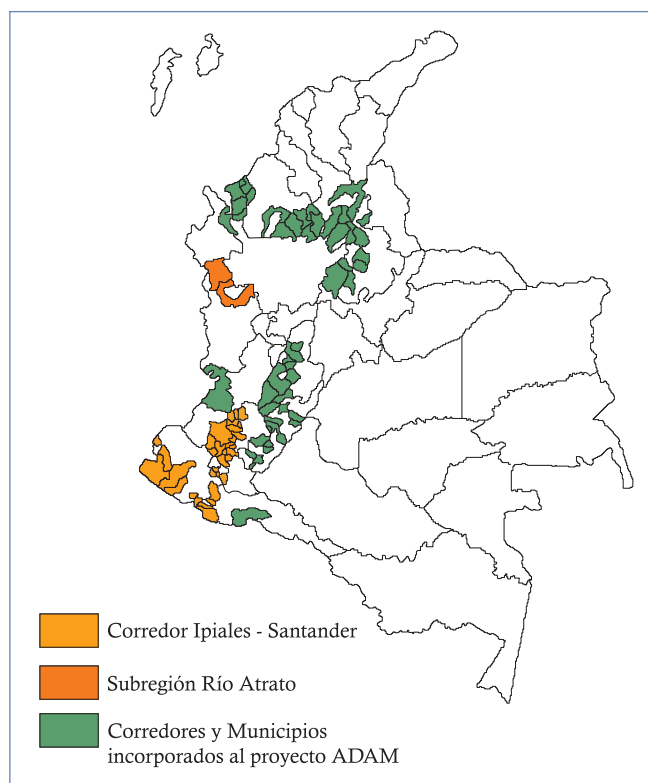 Corredor Ipiales - Santander
Subregión Río Atrato
Corredores y Municipios
incorporados al proyecto ADAM